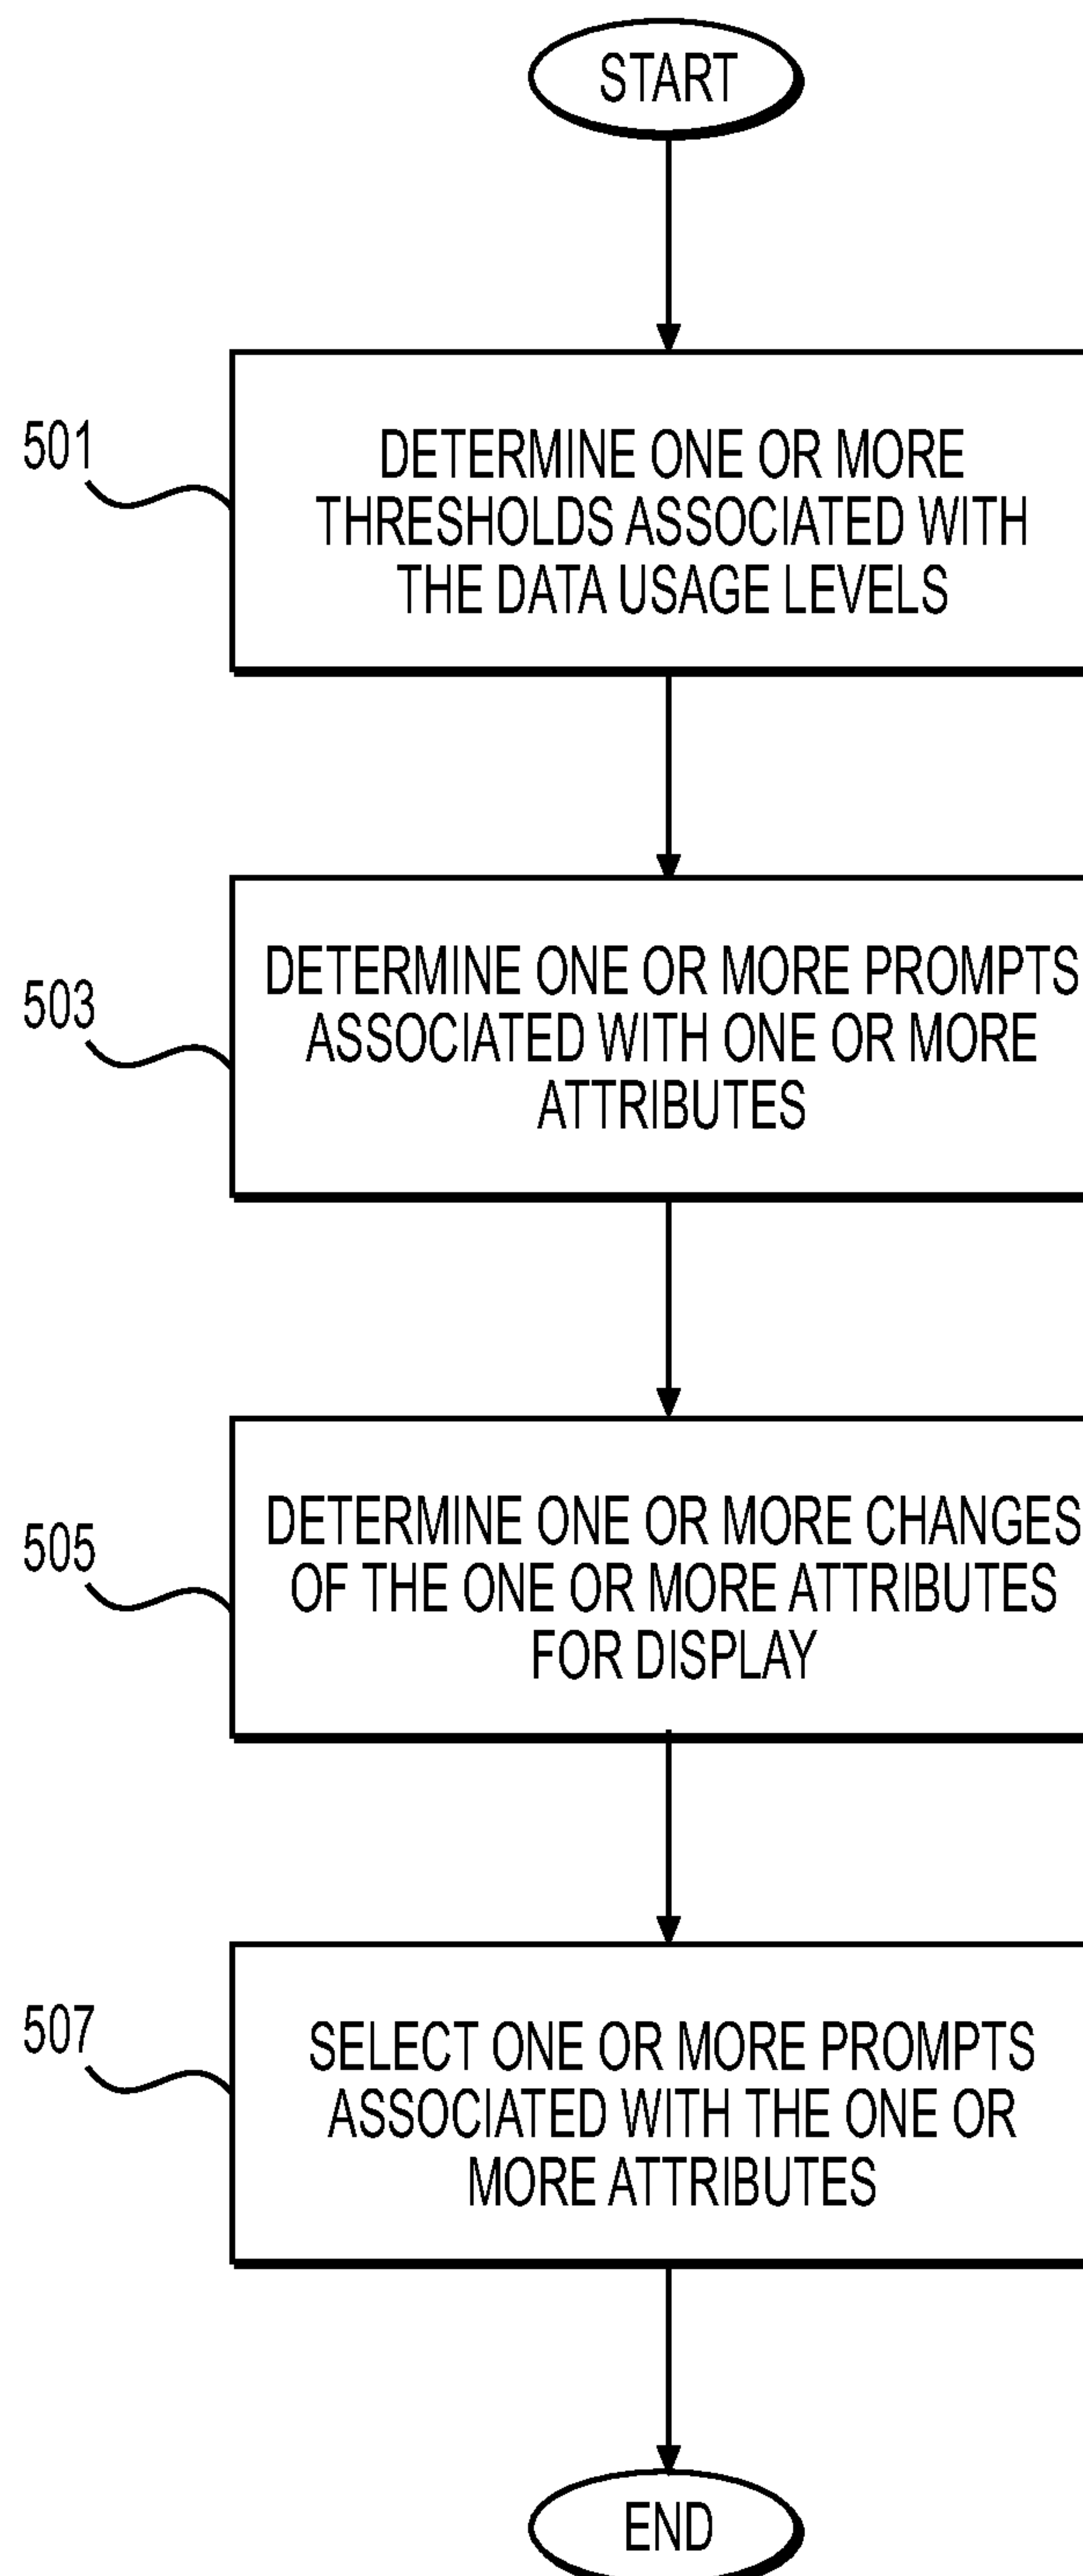 START
501
DETERMINE ONE OR MORE
THRESHOLDS ASSOCIATED WITH
THE DATA USAGE LEVELS
503
DETERMINE ONE OR MORE PROMPTS
ASSOCIATED WITH ONE OR MORE
ATTRIBUTES
505
DETERMINE ONE OR MORE CHANGES
OF THE ONE OR MORE ATTRIBUTES
FOR DISPLAY
507
SELECT ONE OR MORE PROMPTS
ASSOCIATED WITH THE ONE OR
MORE ATTRIBUTES
END